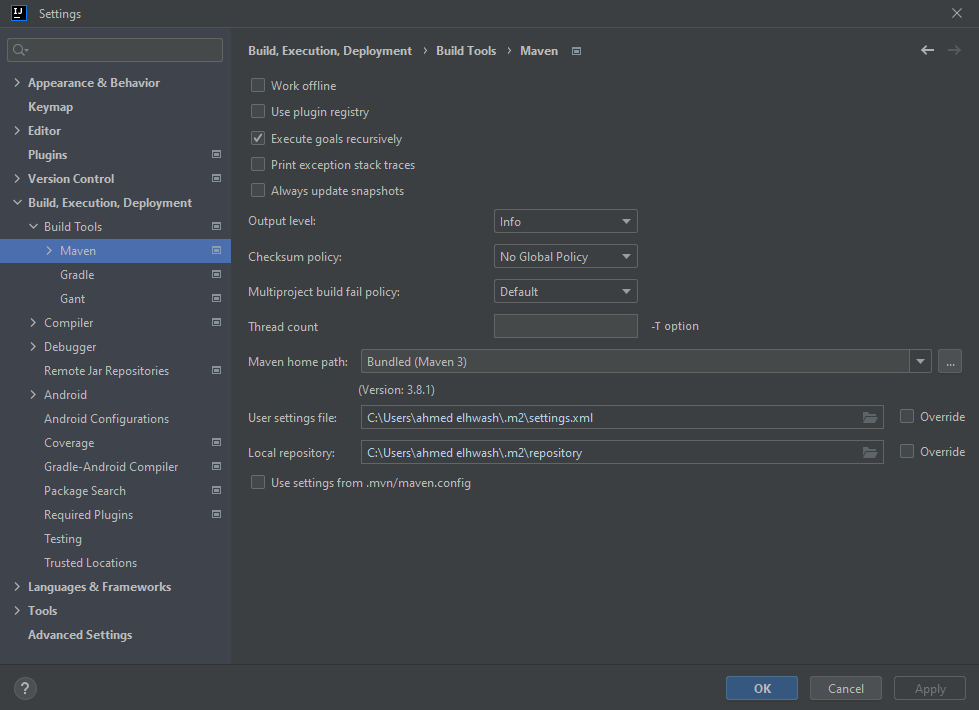 IJ Settings
Appearance & Behavior
Keymap
Editor
Plugins
Version Control
Build, Execution, Deployment
Build Tools
Maven
Gradle
Gant
Compiler
Debugger
Remote Jar Repositories
Android
Android Configurations
Coverage
Gradle-Android Compiler
Package Search
Required Plugins
Testing
Trusted Locations
Languages & Frameworks
Tools
Advanced Settings
Build, Execution, Deployment › Build Tools › Maven
Work offline
Use plugin registry
Execute goals recursively
Print exception stack traces
Always update snapshots
Output level: Info
Checksum policy: No Global Policy
Multiproject build fail policy: Default
Thread count -T option
Maven home path: Bundled (Maven 3) ...
(Version: 3.8.1)
User settings file: C:\Users\ahmed elhwash\.m2\settings.xml Override
Local repository: C:\Users\ahmed elhwash\.m2\repository Override
Use settings from .mvn/maven.config
? OK Cancel Apply